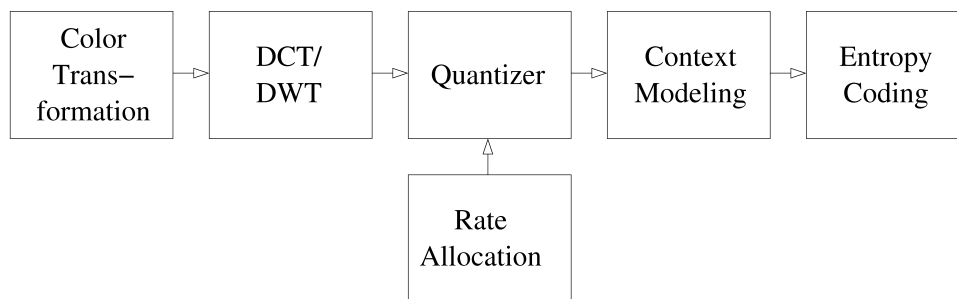 Color
Trans−
formation
DCT/
DWT
Quantizer
Context
Modeling
Entropy
Coding
Rate
Allocation